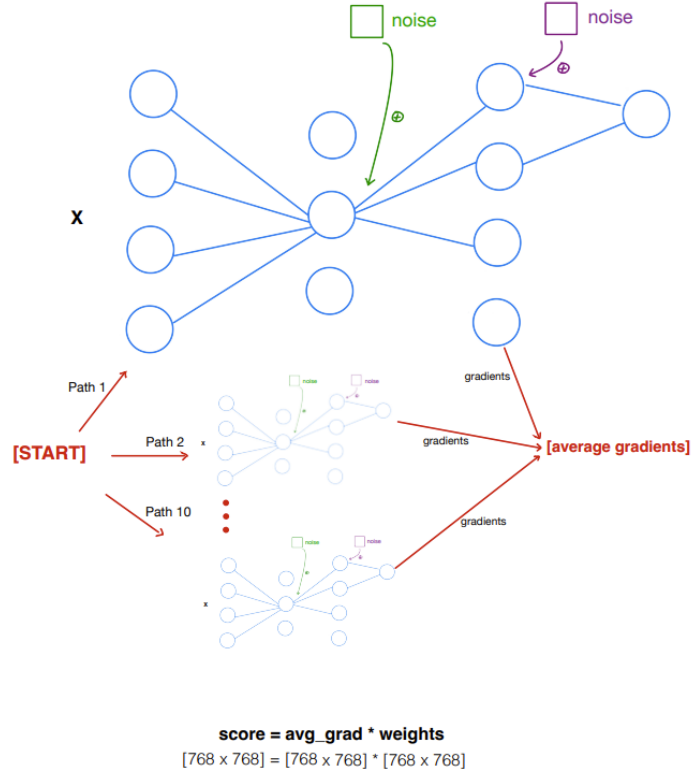 noise
noise
X
Path 1
gradients
noise
noise
[START]
Path 2
x
gradients
[average gradients]
Path 10
gradients
noise
noise
x
score = avg_grad * weights
[768 x 768] = [768 x 768] * [768 x 768]